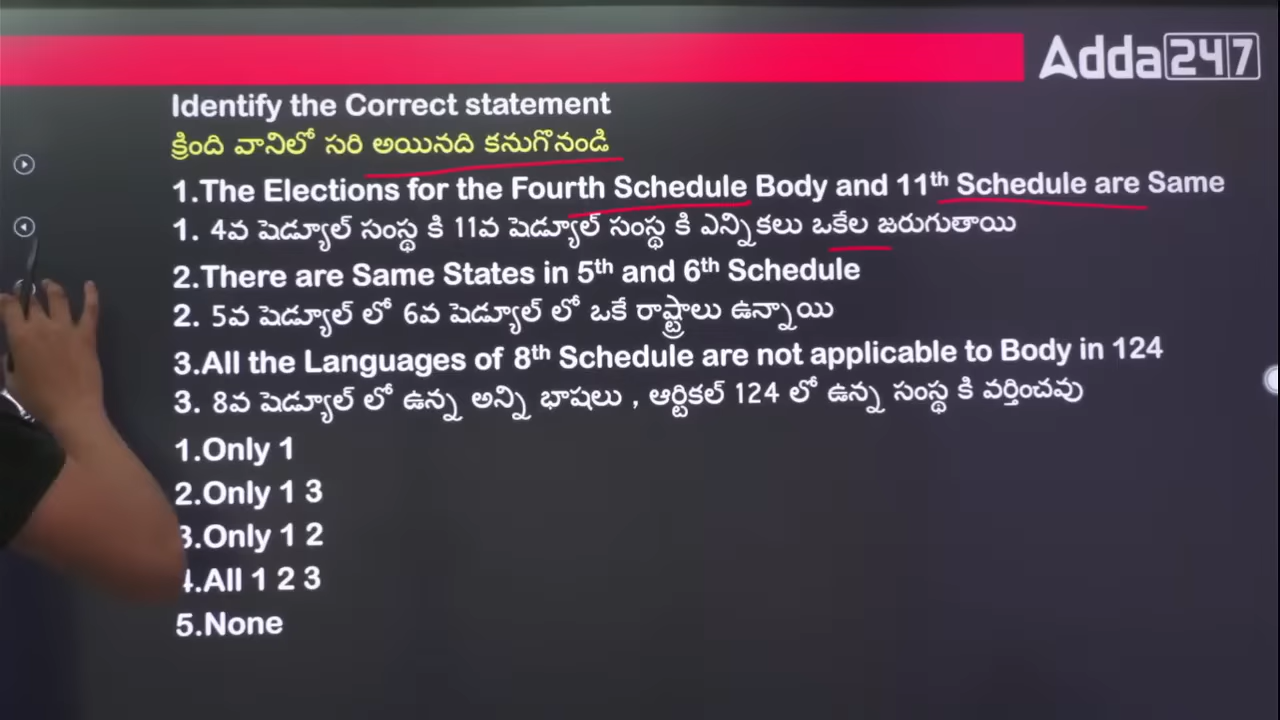 Adda247
Identify the Correct statement
క్రింది వానిలో సరి అయినది కనుగొనండి
1.The Elections for the Fourth Schedule Body and 11th Schedule are Same
1. 4వ షెడ్యూల్ సంస్థ కి 11వ షెడ్యూల్ సంస్థ కి ఎన్నికలు ఒకేల జరుగుతాయి
2.There are Same States in 5th and 6th Schedule
2. 5వ షెడ్యూల్ లో 6వ షెడ్యూల్ లో ఒకే రాష్ట్రాలు ఉన్నాయి
3.All the Languages of 8th Schedule are not applicable to Body in 124
3. 8వ షెడ్యూల్ లో ఉన్న అన్ని భాషలు , ఆర్టికల్ 124 లో ఉన్న సంస్థ కి వర్తించవు
1.Only 1
2.Only 1 3
3.Only 1 2
4.All 1 2 3
5.None